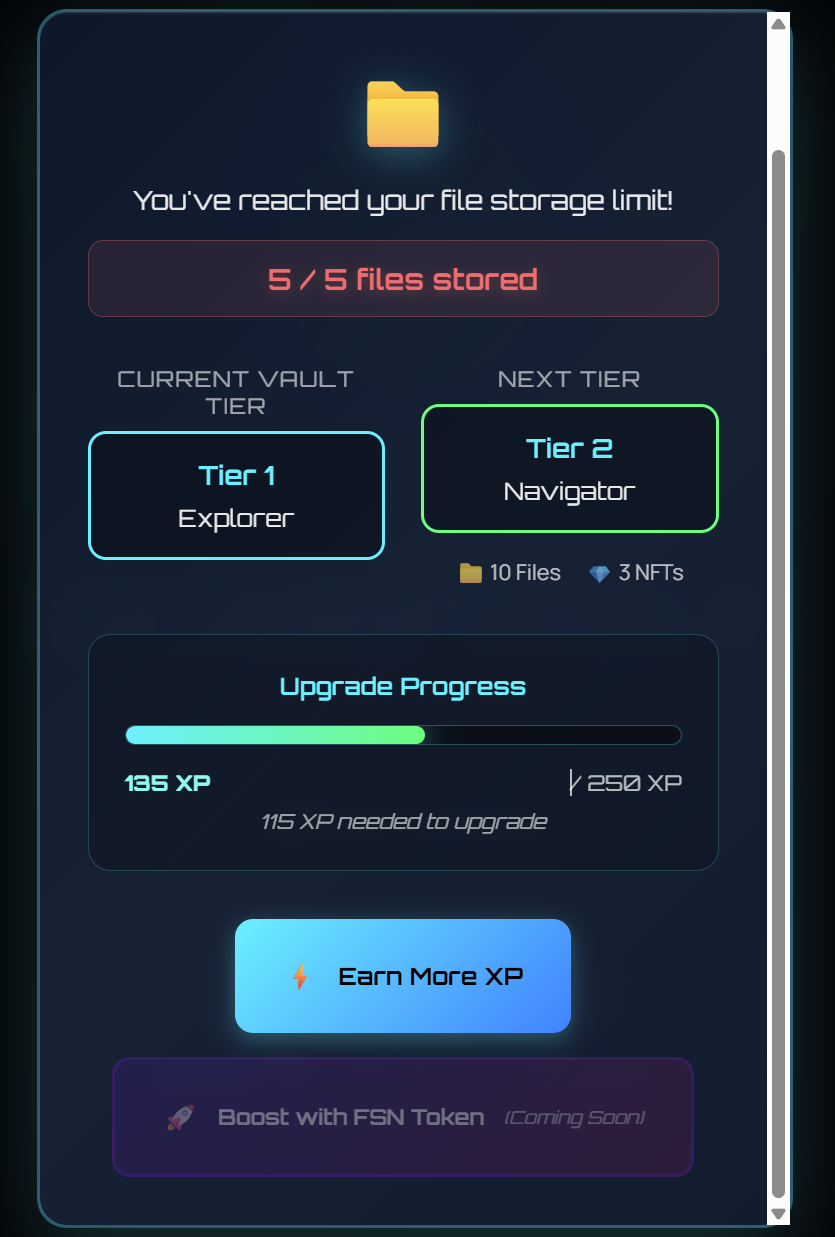 You've reached your file storage limit!
5 / 5 files stored
CURRENT VAULT
TIER
Tier 1
Explorer
NEXT TIER
Tier 2
Navigator
10 Files
3 NFTs
Upgrade Progress
135 XP
/ 250 XP
115 XP needed to upgrade
Earn More XP
Boost with FSN Token (Coming Soon)